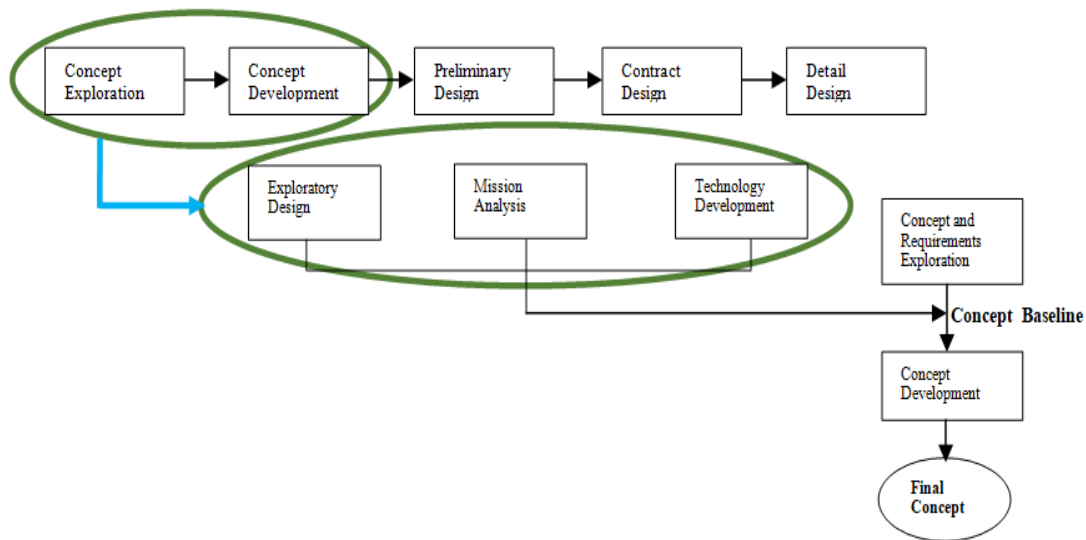 Concept
Exploration
Concept
Development
Preliminary
Design
Contract
Design
Detail
Design
Exploratory
Design
Mission
Analysis
Technology
Development
Concept and
Requirements
Exploration
Concept Baseline
Concept
Development
Final
Concept